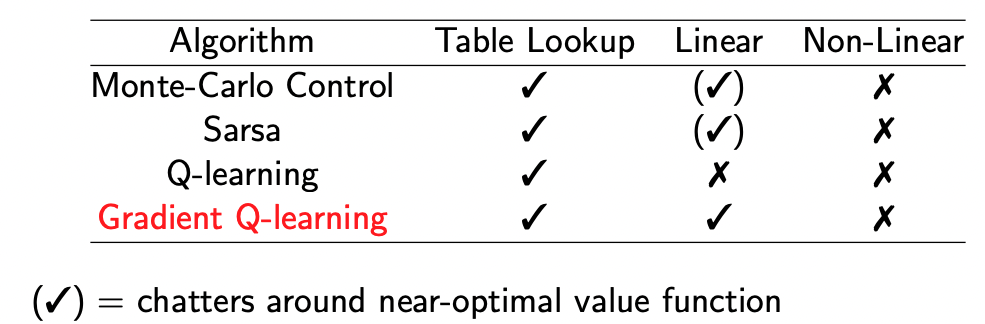 Algorithm Table Lookup Linear Non-Linear
Monte-Carlo Control ✓ (✓) ✗
Sarsa ✓ (✓) ✗
Q-learning ✓ ✗ ✗
Gradient Q-learning ✓ ✓ ✗
(✓) = chatters around near-optimal value function